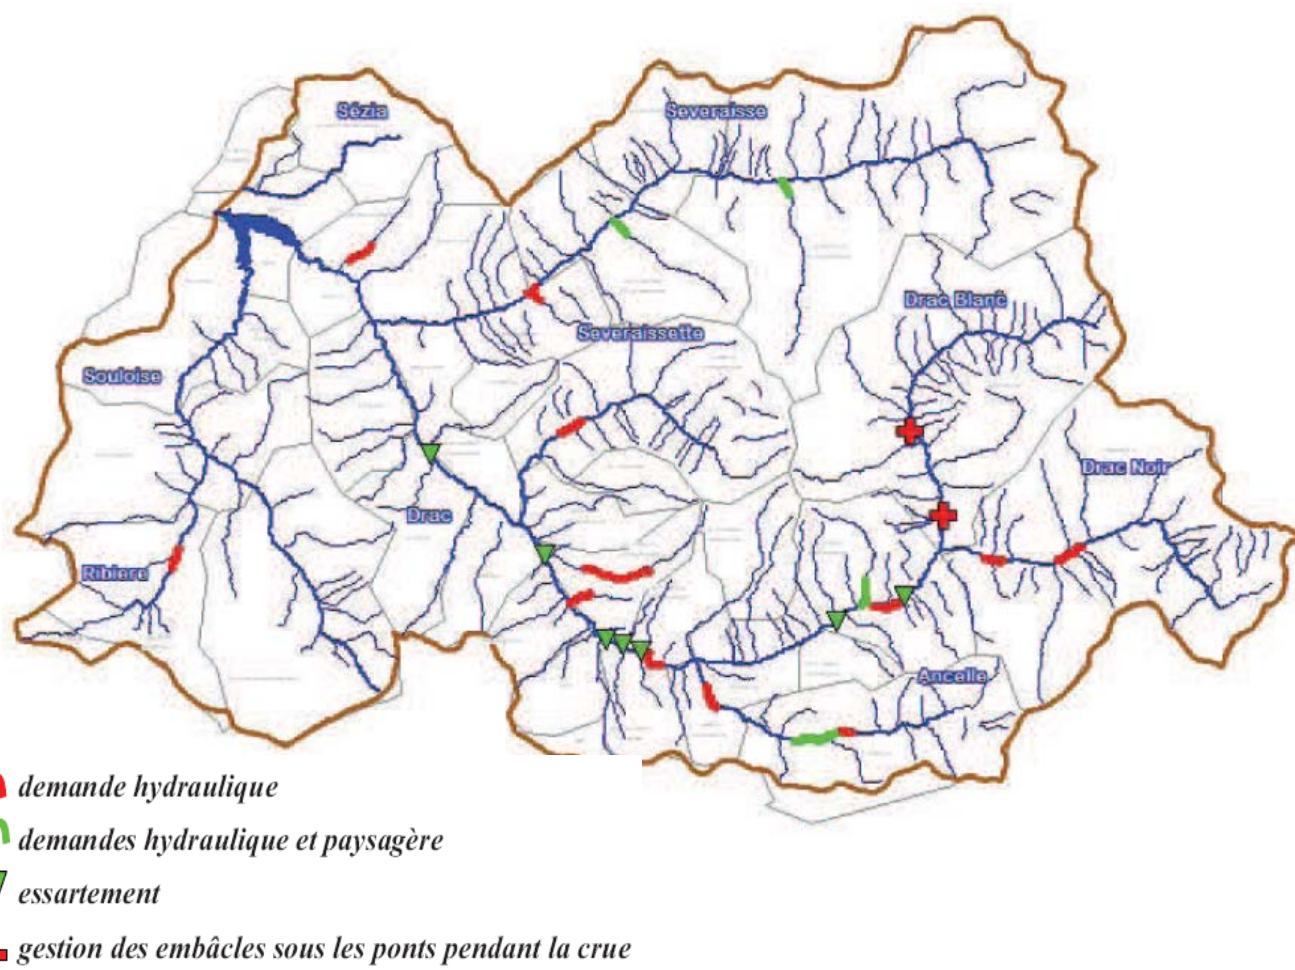 Sézia
Severaisse
Drac Blanc
Severaissette
Souloise
Drac Noir
Drac
Ribiere
Ancelle
demande hydraulique
demandes hydraulique et paysagère
essartement
gestion des embâcles sous les ponts pendant la crue